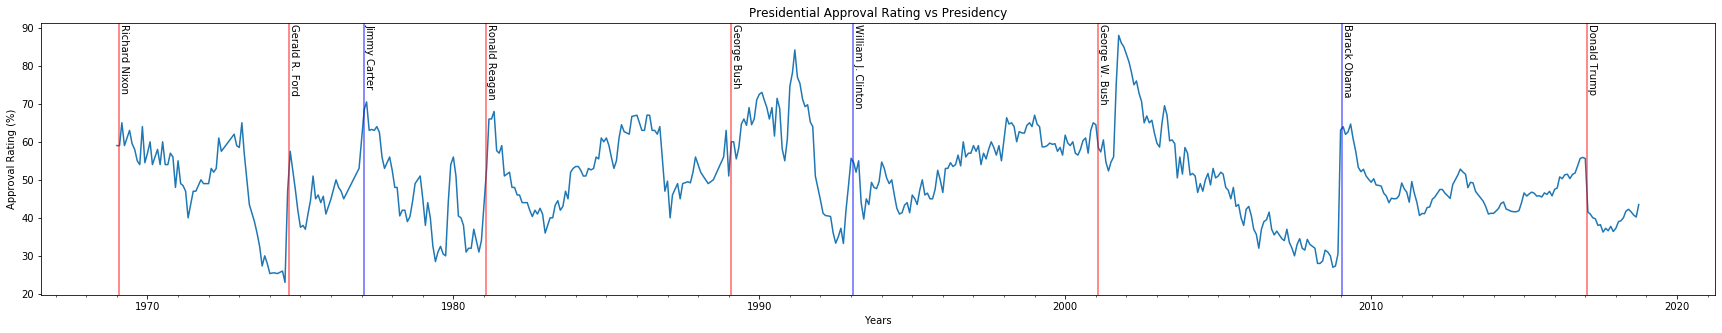 Presidential Approval Rating vs Presidency
Approval Rating (%)
90
80
70
60
50
40
30
20
Richard Nixon
Gerald R. Ford
Jimmy Carter
Ronald Reagan
George Bush
William J. Clinton
George W. Bush
Barack Obama
Donald Trump
1970
1980
1990
2000
2010
2020
Years